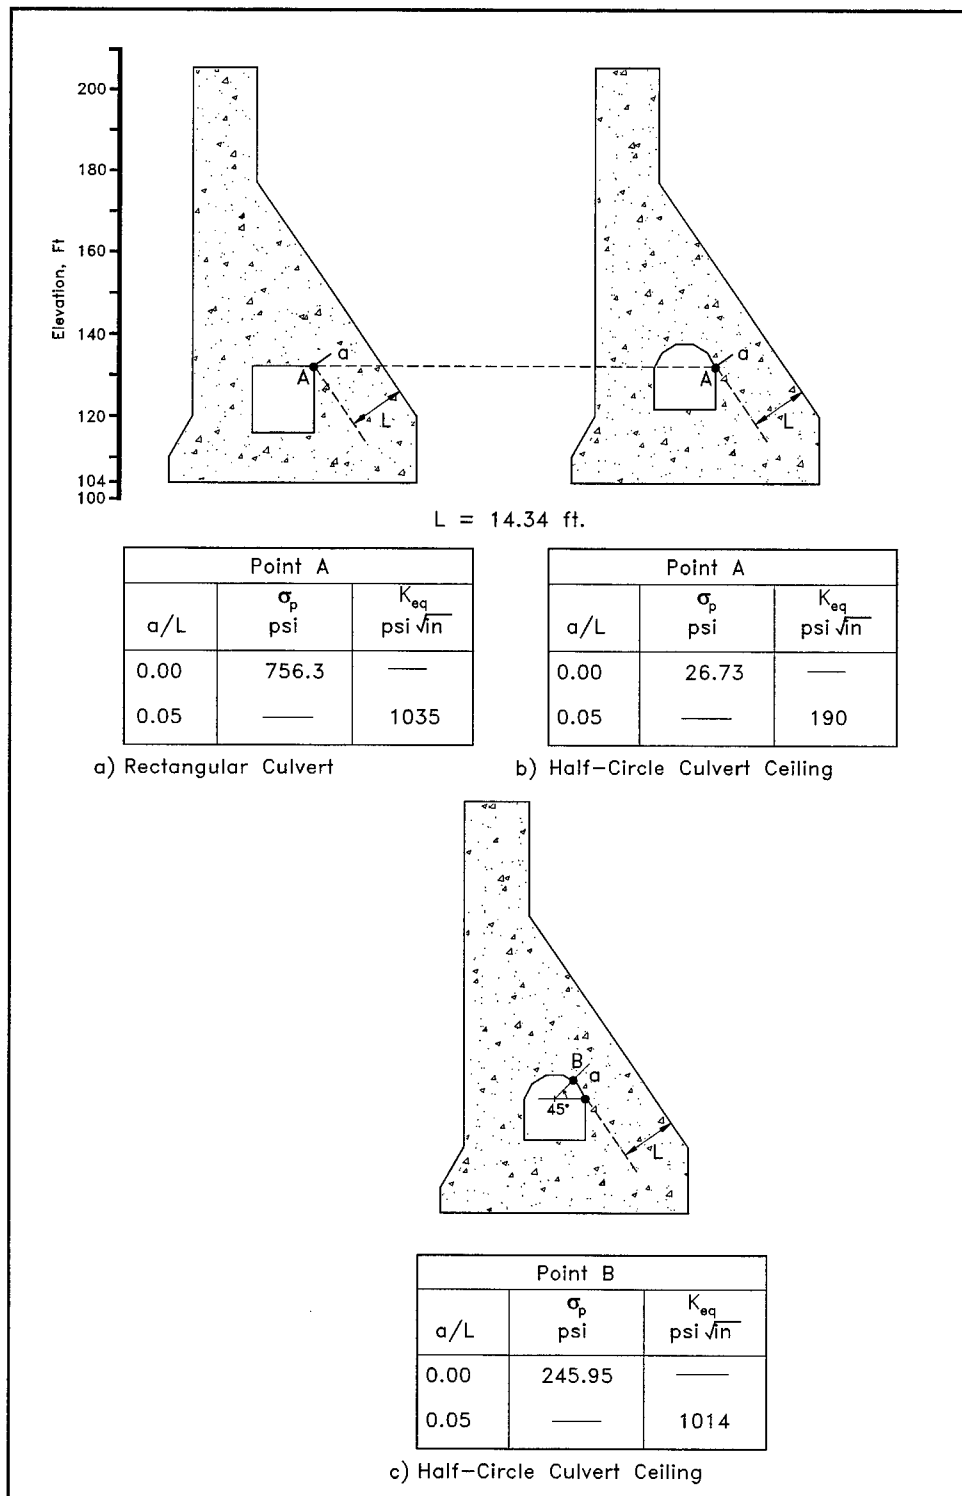 200
180
160
140
120
104
100
Elevation, Ft
A
a
L
A
a
L
L = 14.34 ft.
Point A
a/L σp psi Keq psi √in
0.00 756.3 —
0.05 — 1035
a) Rectangular Culvert
Point A
a/L σp psi Keq psi √in
0.00 26.73 —
0.05 — 190
b) Half-Circle Culvert Ceiling
B
a
45°
L
Point B
a/L σp psi Keq psi √in
0.00 245.95 —
0.05 — 1014
c) Half-Circle Culvert Ceiling